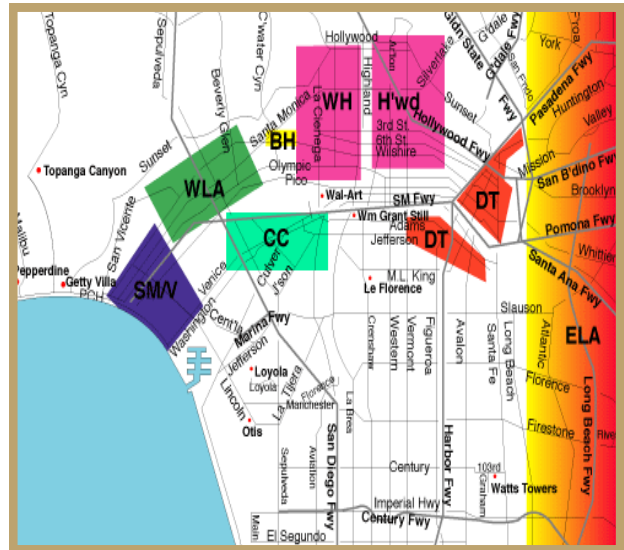 Topanga Cyn
Sepulveda
C'water Cyn
Hollywood
Gldn State
G'dale Fwy
G'dale
York
San Frndo
Fwy
Pasadena Fwy
Huntington
Valley
Beverly Glen
Santa Monica
La Cienega
Highland
Silverlake
Sunset
WH
H'wd
Hollywood Fwy
3rd St.
6th St.
Wilshire
BH
Olympic
Pico
Mission
San B'dino Fwy
Brooklyn
Topanga Canyon
Sunset
WLA
Wal-Art
SM Fwy
DT
Pomona Fwy
Wm Grant Still
Adams
Jefferson
DT
Malibu
San Vicente
CC
Santa Ana Fwy
Pepperdine
Getty Villa
PCH
SM/V
Venice
Culver
J'son
M.L. King
Le Florence
Slauson
Washington
Cent'la
Marina Fwy
Jefferson
Crenshaw
Western
Vermont
Figueroa
Avalon
Santa Fe
Long Beach
Atlantic
ELA
Loyola
Loyola
La Tijera
Florence
Manchester
La Brea
Florence
Lincoln
Otis
Firestone
Long Beach Fwy
Sepulveda
Aviation
San Diego Fwy
Century
Harbor Fwy
103rd
Graham
Watts Towers
Imperial Hwy
Century Fwy
Main
El Segundo